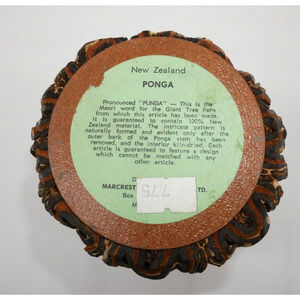 New Zealand
PONGA
Pronounced "PUNGA" — This is the
Maori word for the Giant Tree Fern
from which this article has been made.
It is guaranteed to contain 100% New
Zealand material. The intricate pattern is
naturally formed and evident only after the
outer bark of the Ponga stem has been
removed, and the interior kiln-dried. Each
article is guaranteed to feature a design
which cannot be matched with any
other article.
MARCREST LTD.
Box
775